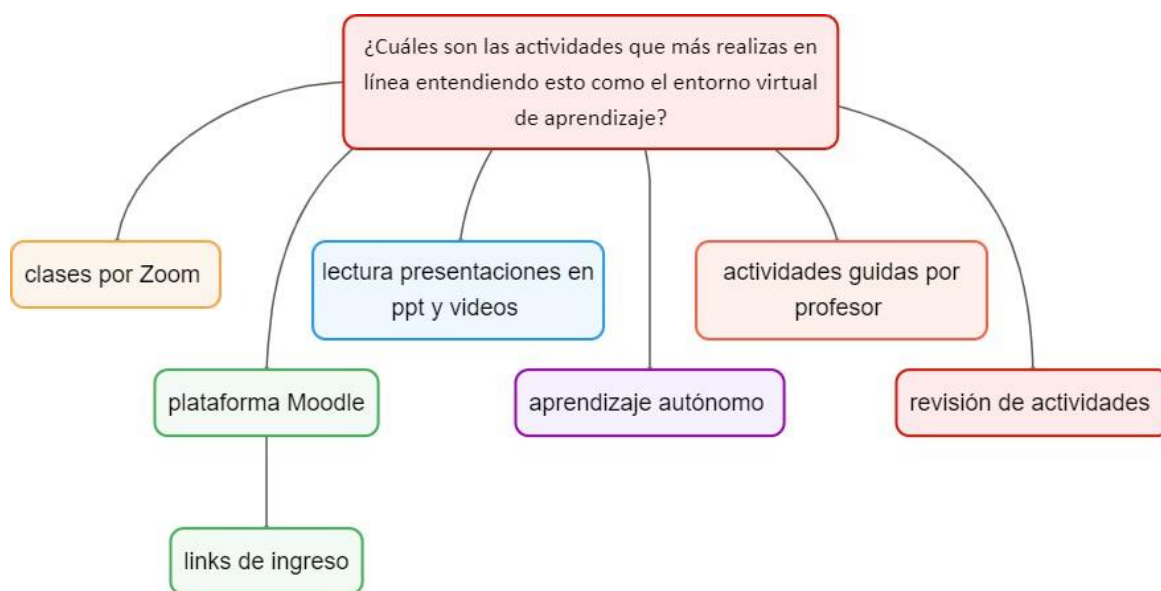 ¿Cuáles son las actividades que más realizas en
línea entendiendo esto como el entorno virtual
de aprendizaje?
clases por Zoom
lectura presentaciones en
ppt y videos
actividades guidas por
profesor
plataforma Moodle
aprendizaje autónomo
revisión de actividades
links de ingreso